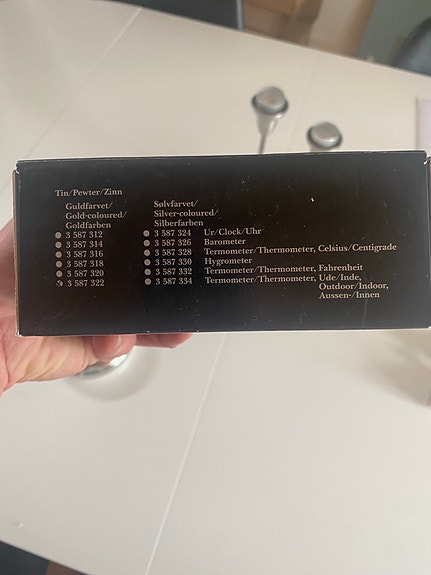 Tin/Pewter/Zinn
Guldfarvet/ Sølvfarvet/
Gold-coloured/ Silver-coloured/
Goldfarben Silberfarben
3 587 312 3 587 324 Ur/Clock/Uhr
3 587 314 3 587 326 Barometer
3 587 316 3 587 328 Termometer/Thermometer, Celsius/Centigrade
3 587 318 3 587 330 Hygrometer
3 587 320 3 587 332 Termometer/Thermometer, Fahrenheit
3 587 322 3 587 334 Termometer/Thermometer, Ude/Inde,
Outdoor/Indoor,
Aussen-/Innen